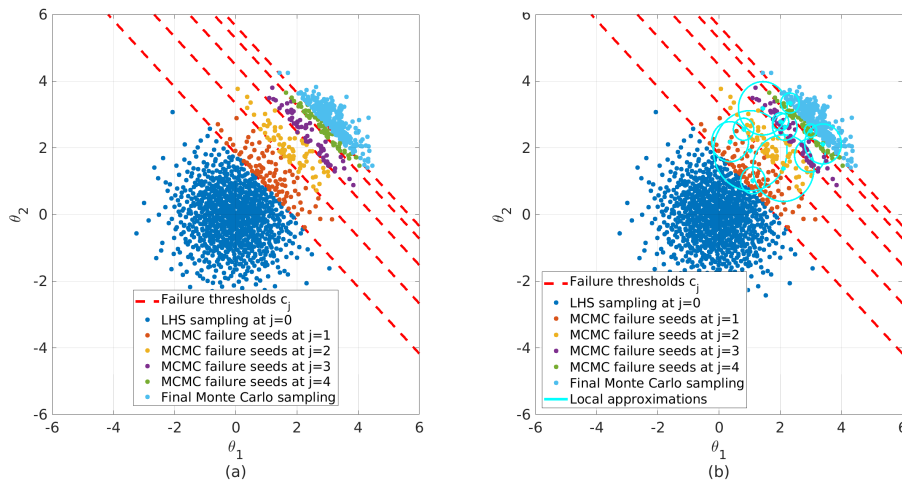 6
4
2
0
-2
-4
-6
θ2
Failure thresholds cj
LHS sampling at j=0
MCMC failure seeds at j=1
MCMC failure seeds at j=2
MCMC failure seeds at j=3
MCMC failure seeds at j=4
Final Monte Carlo sampling
-6 -4 -2 0 2 4 6
θ1
(a)
6
4
2
0
-2
-4
-6
θ2
Failure thresholds cj
LHS sampling at j=0
MCMC failure seeds at j=1
MCMC failure seeds at j=2
MCMC failure seeds at j=3
MCMC failure seeds at j=4
Final Monte Carlo sampling
Local approximations
-6 -4 -2 0 2 4 6
θ1
(b)